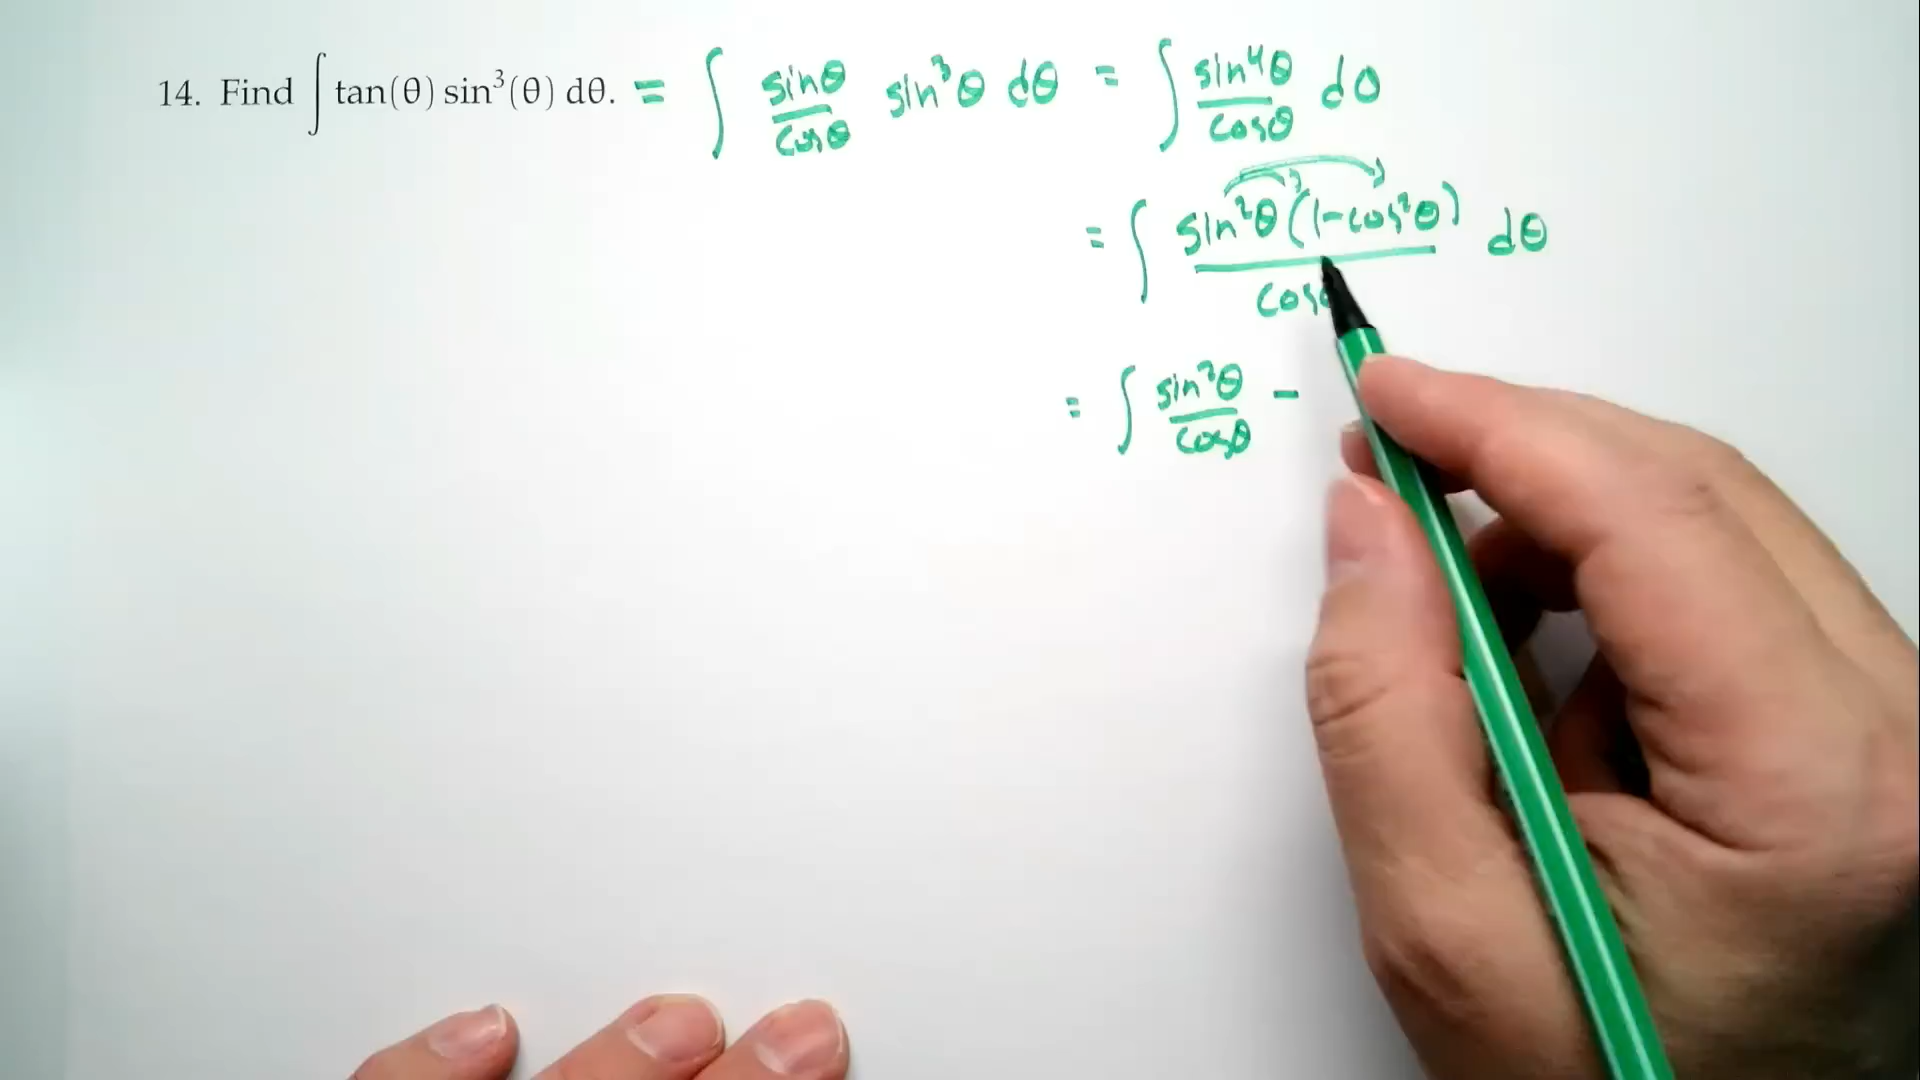 14. Find ∫ tan(θ) sin³(θ) dθ. = ∫ sinθ/cosθ sin³θ dθ = ∫ sin⁴θ/cosθ dθ
= ∫ sin²θ(1-cos²θ)/cosθ dθ
= ∫ sin²θ/cosθ -